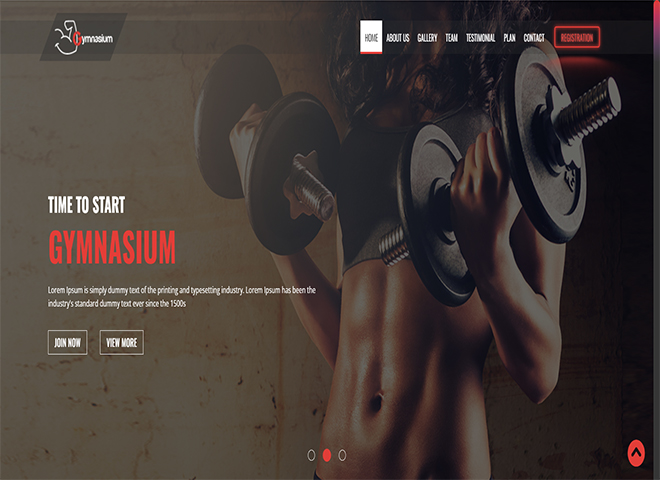 Gymnasium
HOME ABOUT US GALLERY TEAM TESTIMONIAL PLAN CONTACT REGISTRATION
TIME TO START
GYMNASIUM
Lorem Ipsum is simply dummy text of the printing and typesetting industry. Lorem Ipsum has been the
industry's standard dummy text ever since the 1500s
JOIN NOW VIEW MORE